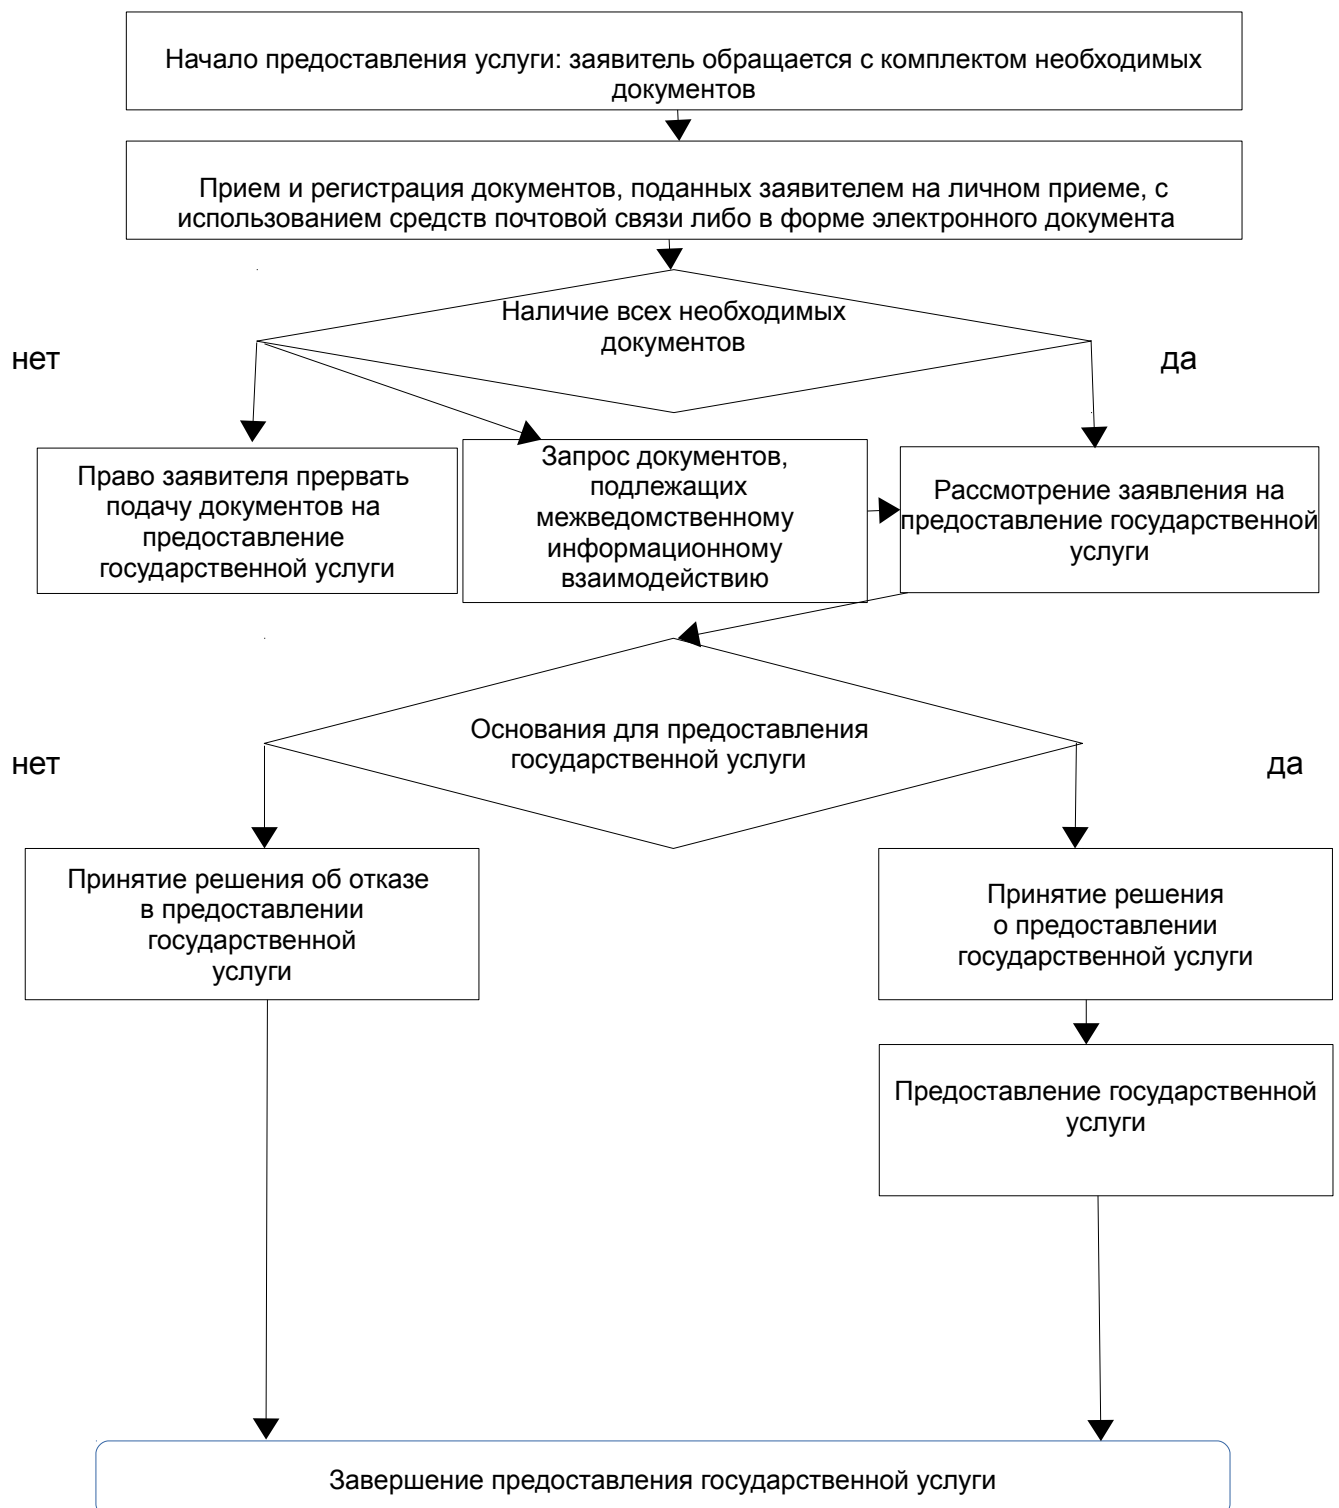 Начало предоставления услуги: заявитель обращается с комплектом необходимых
документов
Прием и регистрация документов, поданных заявителем на личном приеме, с
использованием средств почтовой связи либо в форме электронного документа
Наличие всех необходимых
документов
нет
да
Право заявителя прервать
подачу документов на
предоставление
государственной услуги
Запрос документов,
подлежащих
межведомственному
информационному
взаимодействию
Рассмотрение заявления на
предоставление государственной
услуги
Основания для предоставления
государственной услуги
нет
да
Принятие решения об отказе
в предоставлении
государственной
услуги
Принятие решения
о предоставлении
государственной услуги
Предоставление государственной
услуги
Завершение предоставления государственной услуги